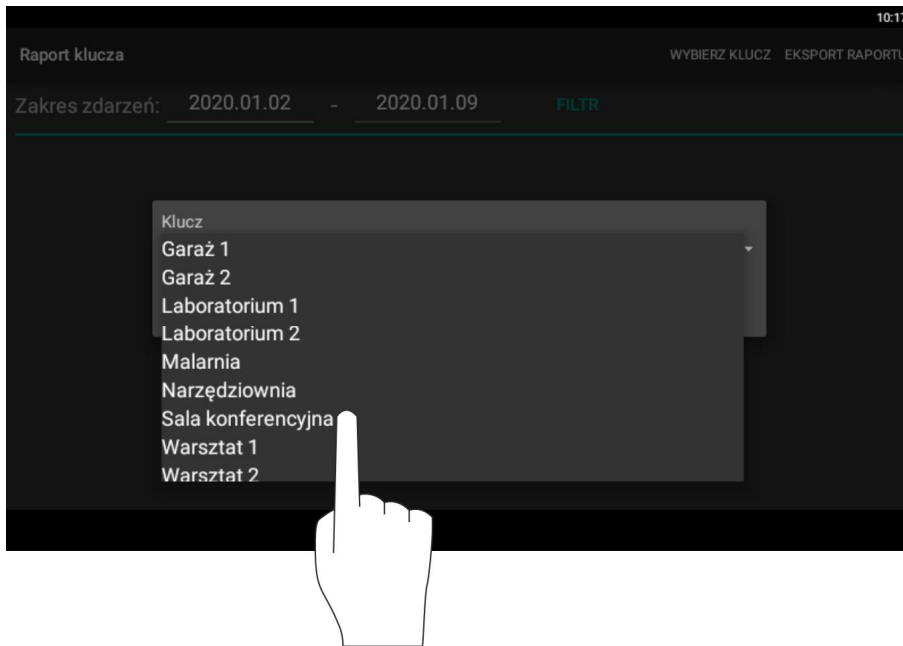 10:17
Raport klucza WYBIERZ KLUCZ EKSPORT RAPORTU
Zakres zdarzeń: 2020.01.02 - 2020.01.09 FILTR
Klucz
Garaż 1
Garaż 2
Laboratorium 1
Laboratorium 2
Malarnia
Narzędziownia
Sala konferencyjna
Warsztat 1
Warsztat 2